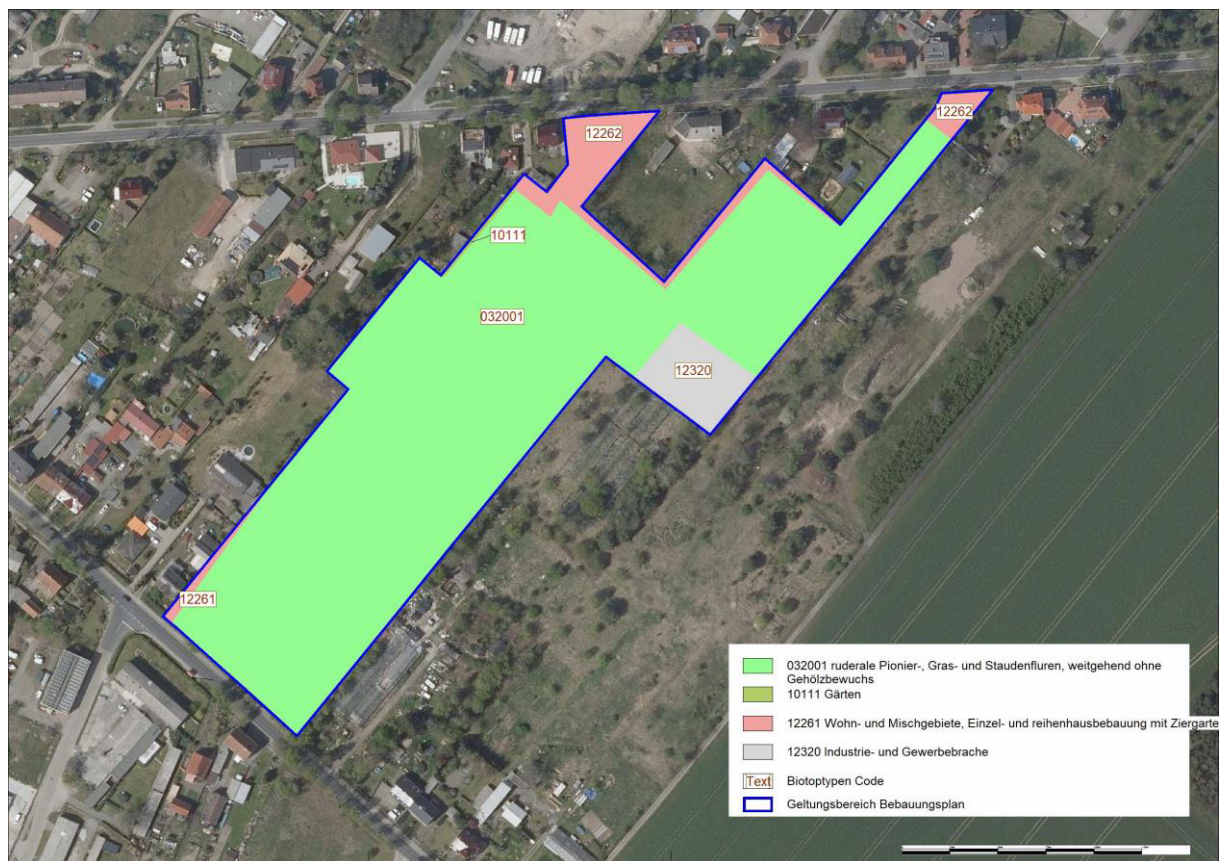 12262
12262
10111
032001
12320
12261
032001 ruderale Pionier-, Gras- und Staudenfluren, weitgehend ohne
Gehölzbewuchs
10111 Gärten
12261 Wohn- und Mischgebiete, Einzel- und reihenhausbebauung mit Ziergarte
12320 Industrie- und Gewerbebrache
Text Biotoptypen Code
Geltungsbereich Bebauungsplan